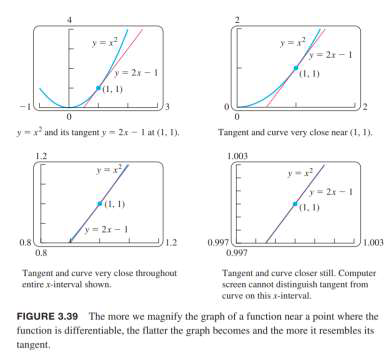 4
y = x²
y = 2x − 1
(1, 1)
−1
3
0
y = x² and its tangent y = 2x − 1 at (1, 1).
2
y = x²
y = 2x − 1
(1, 1)
0
2
0
Tangent and curve very close near (1, 1).
1.2
y = x²
(1, 1)
y = 2x − 1
0.8
1.2
0.8
Tangent and curve very close throughout
entire x-interval shown.
1.003
y = x²
y = 2x − 1
(1, 1)
0.997
1.003
0.997
Tangent and curve closer still. Computer
screen cannot distinguish tangent from
curve on this x-interval.
FIGURE 3.39 The more we magnify the graph of a function near a point where the
function is differentiable, the flatter the graph becomes and the more it resembles its
tangent.